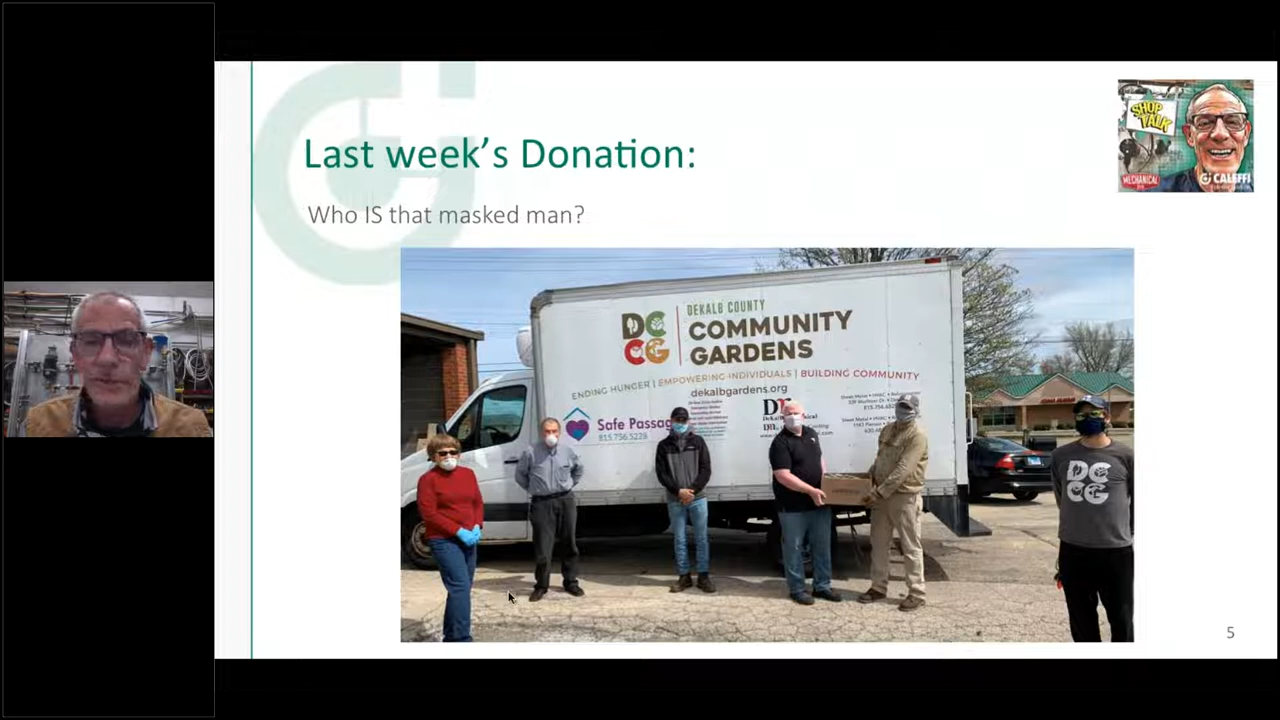 Last week's Donation:
Who IS that masked man?
SHOP
TALK
MECHANICAL
CALEFFI
DEKALB COUNTY
DC
CG
COMMUNITY
GARDENS
ENDING HUNGER | EMPOWERING INDIVIDUALS | BUILDING COMMUNITY
dekalbgardens.org
Safe Passag
815.756.5228
DC
CG
5